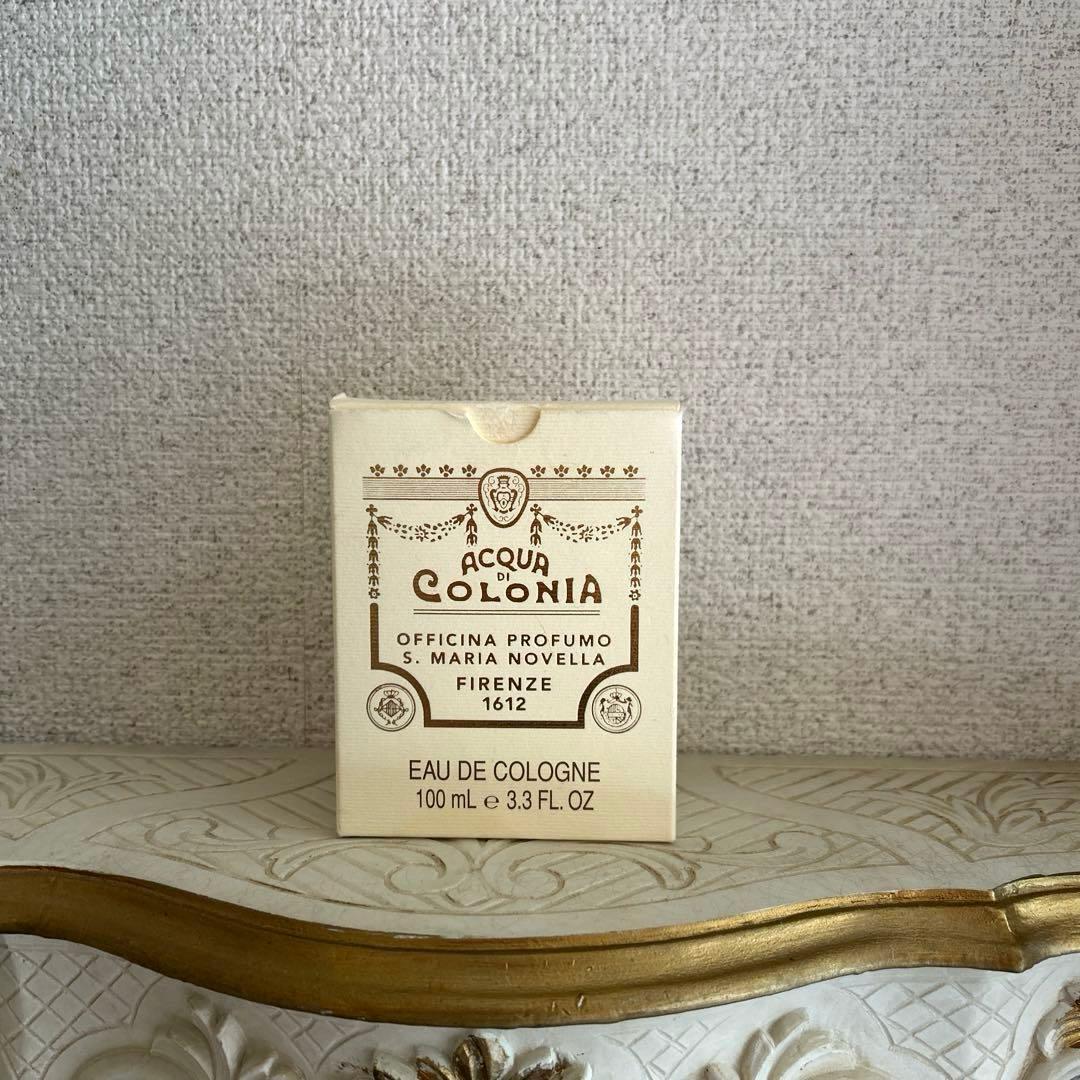 ACQUA
DI
COLONIA
OFFICINA PROFUMO
S. MARIA NOVELLA
FIRENZE
1612
EAU DE COLOGNE
100 mL ℮ 3.3 FL. OZ